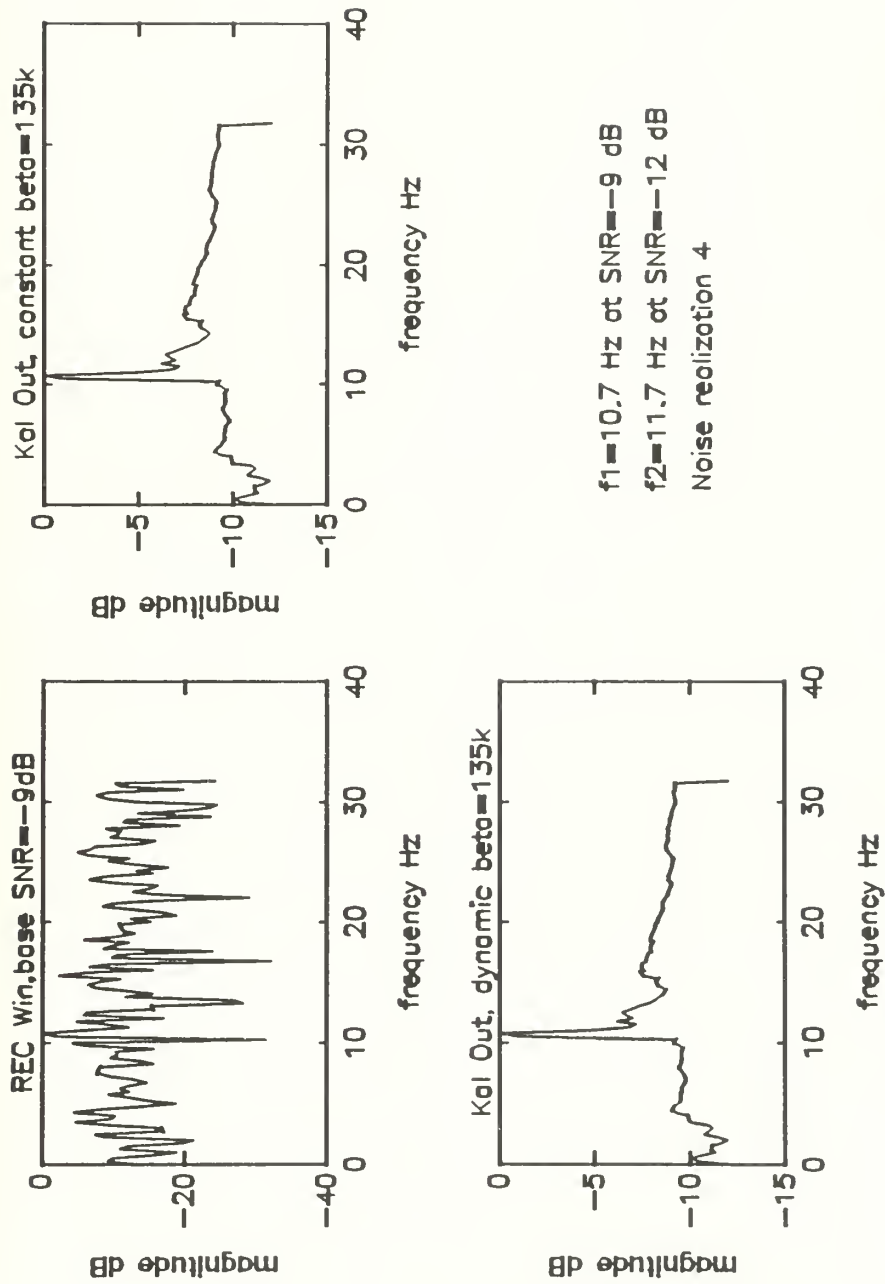 REC Win,base SNR=-9dB
0
-20
-40
magnitude dB
0 10 20 30 40
frequency Hz
Kal Out, constant beta=135k
0
-5
-10
-15
magnitude dB
0 10 20 30 40
frequency Hz
Kal Out, dynamic beta=135k
0
-5
-10
-15
magnitude dB
0 10 20 30 40
frequency Hz
f1=10.7 Hz at SNR=-9 dB
f2=11.7 Hz at SNR=-12 dB
Noise realization 4